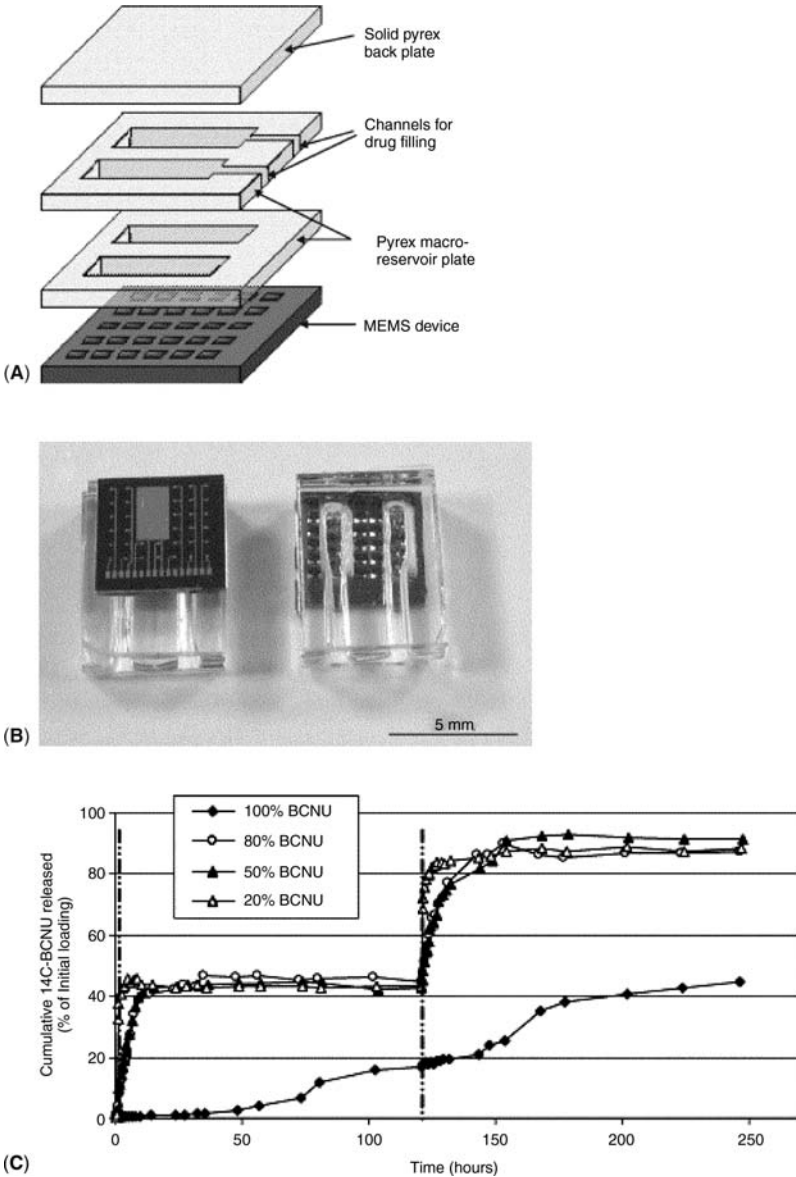 Solid pyrex
back plate
Channels for
drug filling
Pyrex macro-
reservoir plate
MEMS device
(A)
5 mm
(B)
100
80
60
40
20
0
Cumulative 14C-BCNU released
(% of Initial loading)
100% BCNU
80% BCNU
50% BCNU
20% BCNU
0 50 100 150 200 250
Time (hours)
(C)